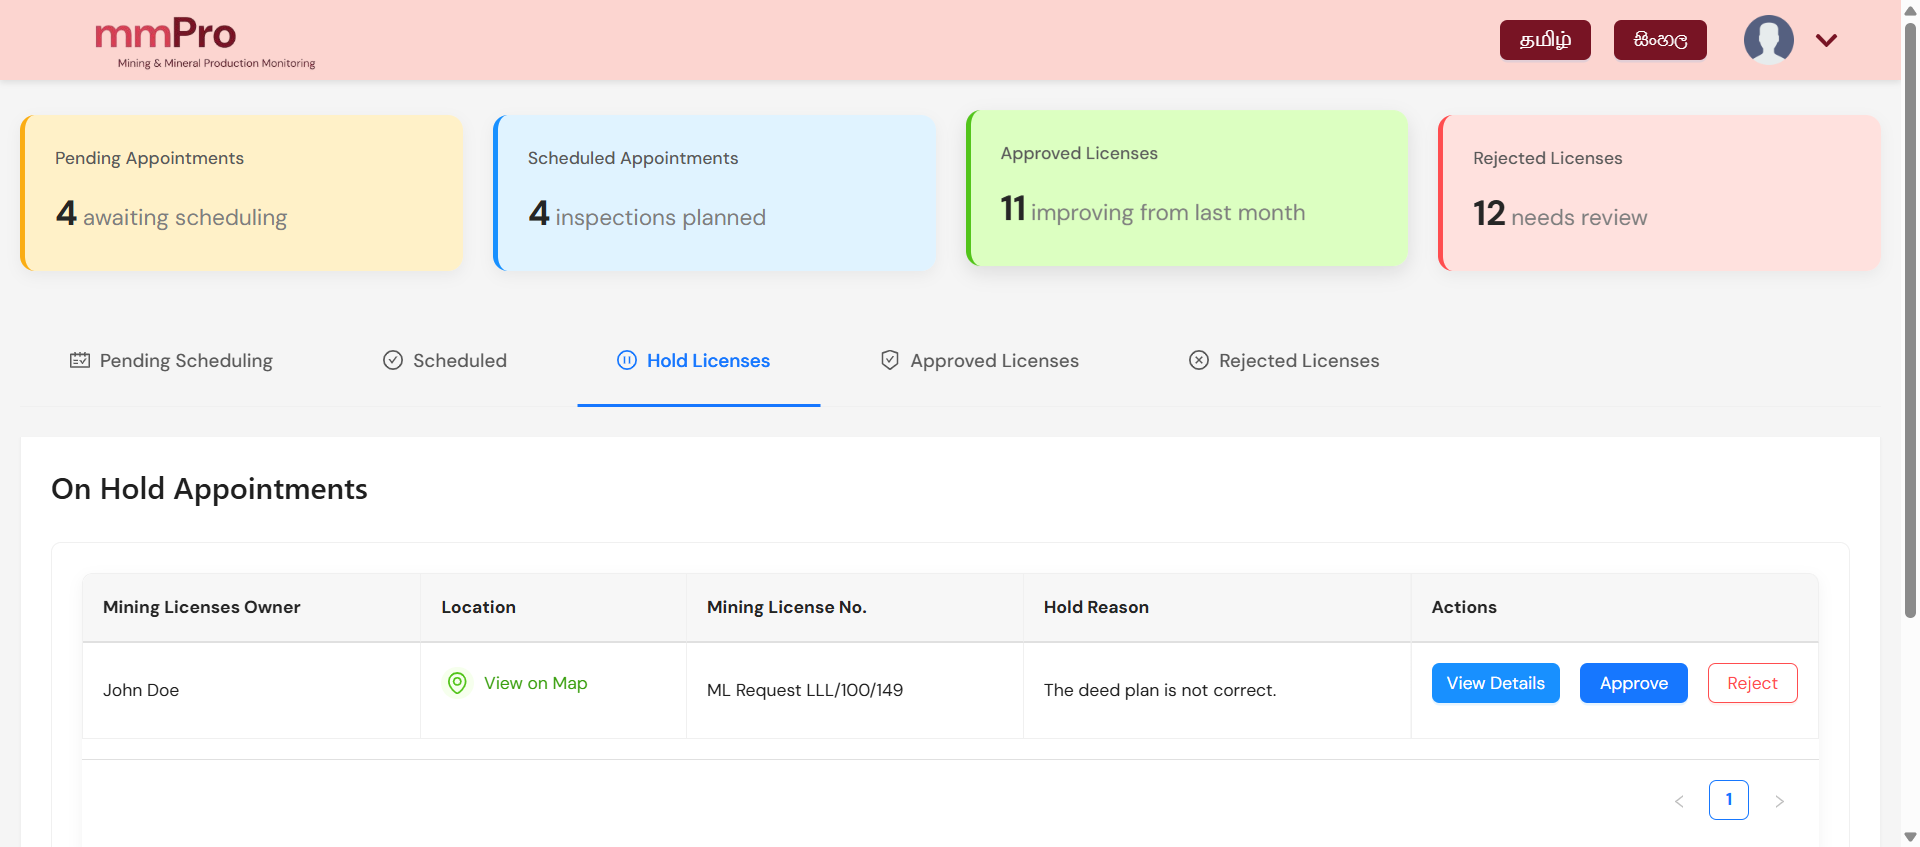 mmPro
Mining & Mineral Production Monitoring
தமிழ்
සිංහල
Pending Appointments
4 awaiting scheduling
Scheduled Appointments
4 inspections planned
Approved Licenses
11 improving from last month
Rejected Licenses
12 needs review
Pending Scheduling
Scheduled
Hold Licenses
Approved Licenses
Rejected Licenses
On Hold Appointments
Mining Licenses Owner
Location
Mining License No.
Hold Reason
Actions
John Doe
View on Map
ML Request LLL/100/149
The deed plan is not correct.
View Details
Approve
Reject
1